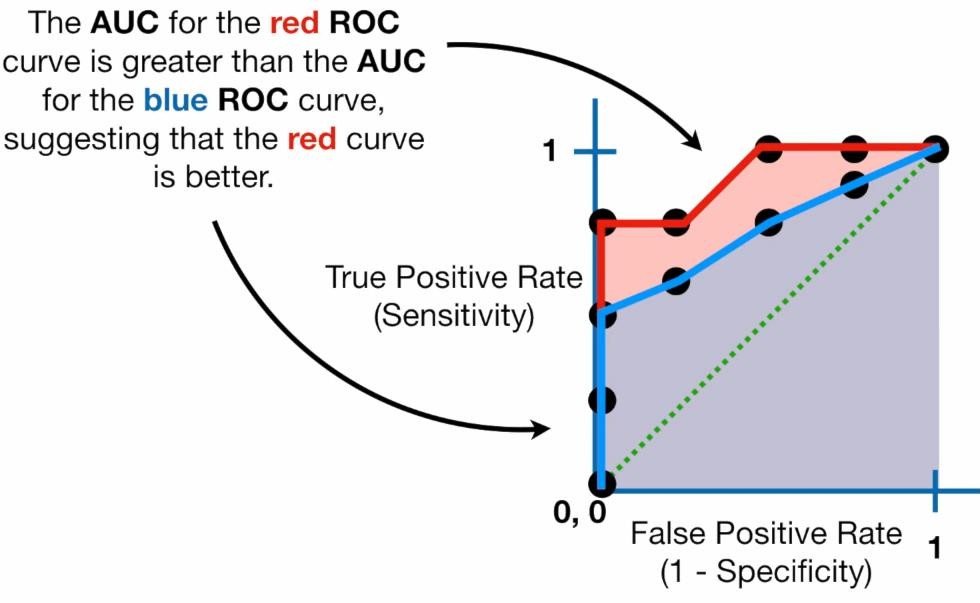 The AUC for the red ROC
curve is greater than the AUC
for the blue ROC curve,
suggesting that the red curve
is better.
1
True Positive Rate
(Sensitivity)
0, 0
False Positive Rate
(1 - Specificity)
1